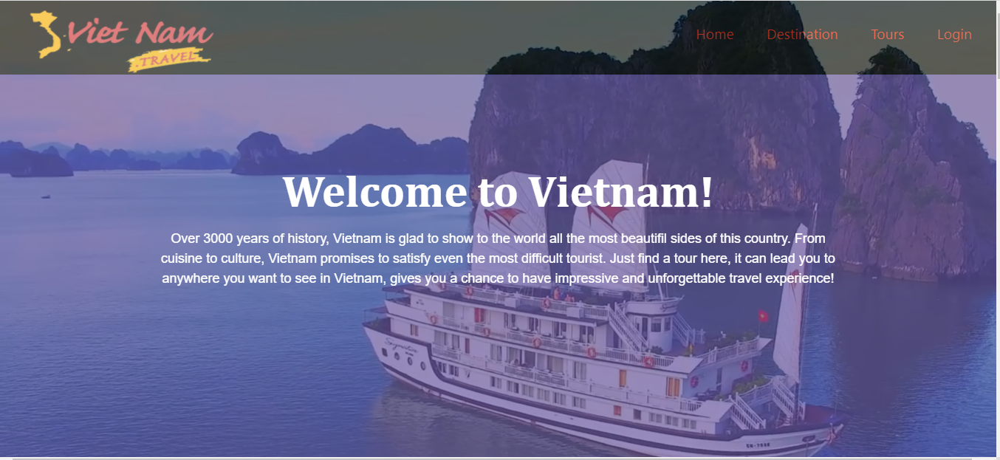 Viet Nam
.TRAVEL
Home Destination Tours Login
Welcome to Vietnam!
Over 3000 years of history, Vietnam is glad to show to the world all the most beautifil sides of this country. From
cuisine to culture, Vietnam promises to satisfy even the most difficult tourist. Just find a tour here, it can lead you to
anywhere you want to see in Vietnam, gives you a chance to have impressive and unforgettable travel experience!
Signature